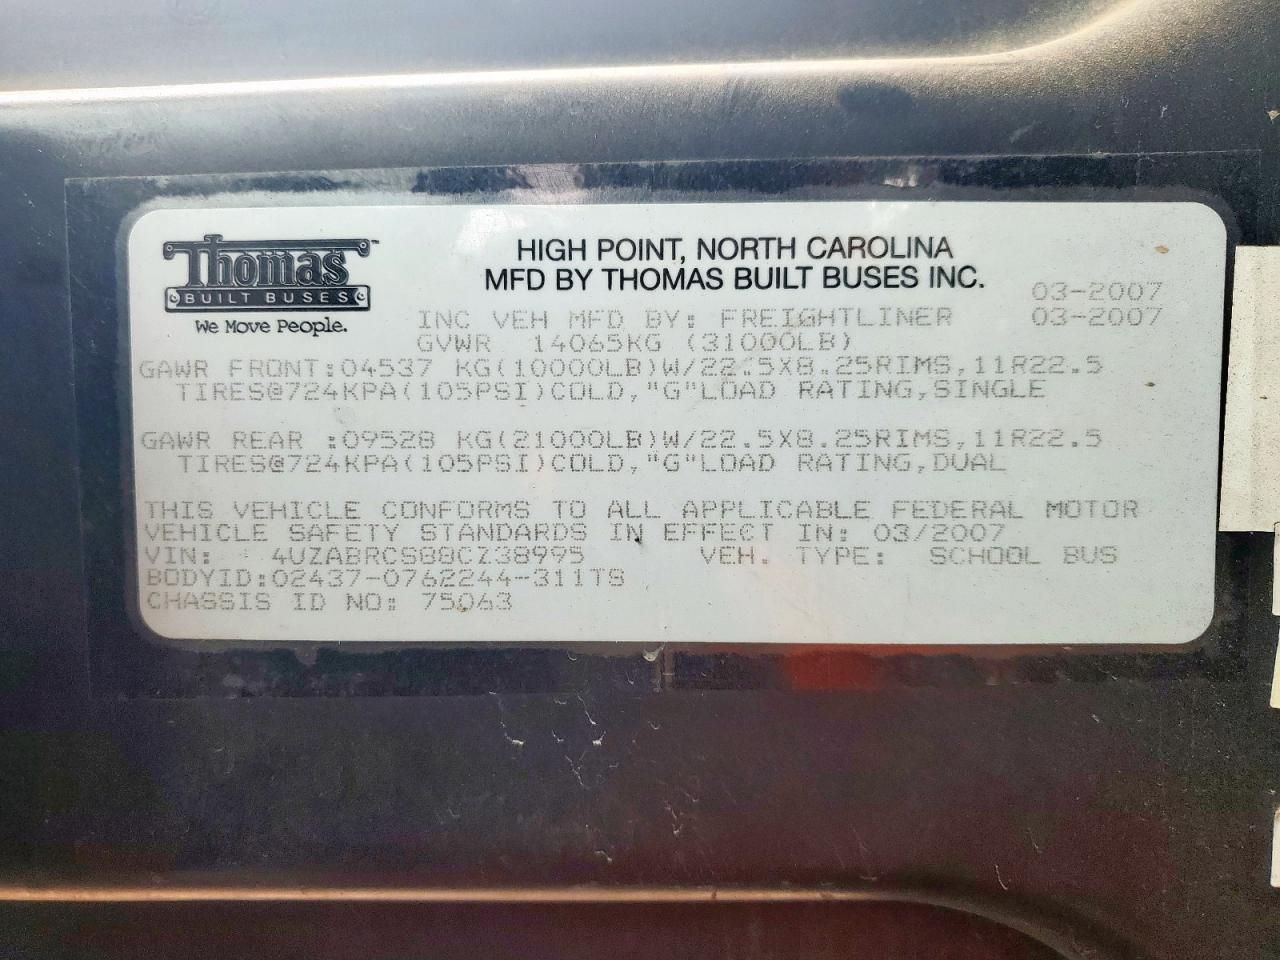 Thomas™
BUILT BUSES
We Move People.
HIGH POINT, NORTH CAROLINA
MFD BY THOMAS BUILT BUSES INC.
03-2007
INC VEH MFD BY: FREIGHTLINER 03-2007
GVWR 14065KG (31000LB)
GAWR FRONT:04537 KG(10000LB)W/22.5X8.25RIMS,11R22.5
TIRES@724KPA(105PSI)COLD,"G"LOAD RATING,SINGLE
GAWR REAR :09528 KG(21000LB)W/22.5X8.25RIMS,11R22.5
TIRES@724KPA(105PSI)COLD,"G"LOAD RATING,DUAL
THIS VEHICLE CONFORMS TO ALL APPLICABLE FEDERAL MOTOR
VEHICLE SAFETY STANDARDS IN EFFECT IN: 03/2007
VIN: 4UZABRCS88CZ38995 VEH. TYPE: SCHOOL BUS
BODYID:02437-0762244-311TS
CHASSIS ID NO: 75063